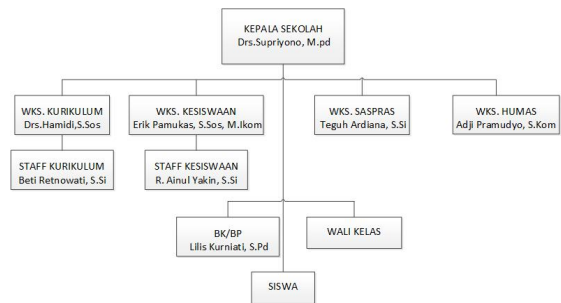 KEPALA SEKOLAH
Drs.Supriyono, M.pd
WKS. KURIKULUM
Drs.Hamidi,S.Sos
WKS. KESISWAAN
Erik Pamukas, S.Sos, M.Ikom
WKS. SASPRAS
Teguh Ardiana, S.Si
WKS. HUMAS
Adji Pramudyo, S.Kom
STAFF KURIKULUM
Beti Retnowati, S.Si
STAFF KESISWAAN
R. Ainul Yakin, S.Si
BK/BP
Lilis Kurniati, S.Pd
WALI KELAS
SISWA